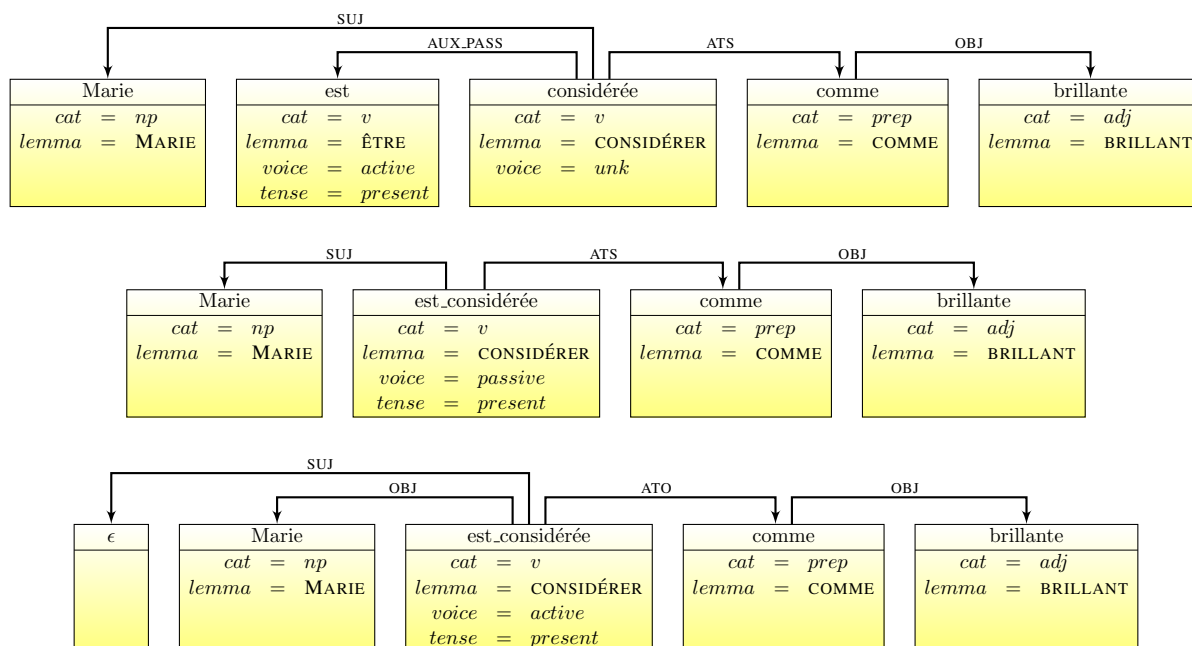 SUJ
AUX_PASS ATS OBJ
Marie est considérée comme brillante
cat = np cat = v cat = v cat = prep cat = adj
lemma = MARIE lemma = ÊTRE lemma = CONSIDÉRER lemma = COMME lemma = BRILLANT
voice = active voice = unk
tense = present
SUJ ATS OBJ
Marie est_considérée comme brillante
cat = np cat = v cat = prep cat = adj
lemma = MARIE lemma = CONSIDÉRER lemma = COMME lemma = BRILLANT
voice = passive
tense = present
SUJ
OBJ ATO OBJ
ϵ Marie est_considérée comme brillante
cat = np cat = v cat = prep cat = adj
lemma = MARIE lemma = CONSIDÉRER lemma = COMME lemma = BRILLANT
voice = active
tense = present